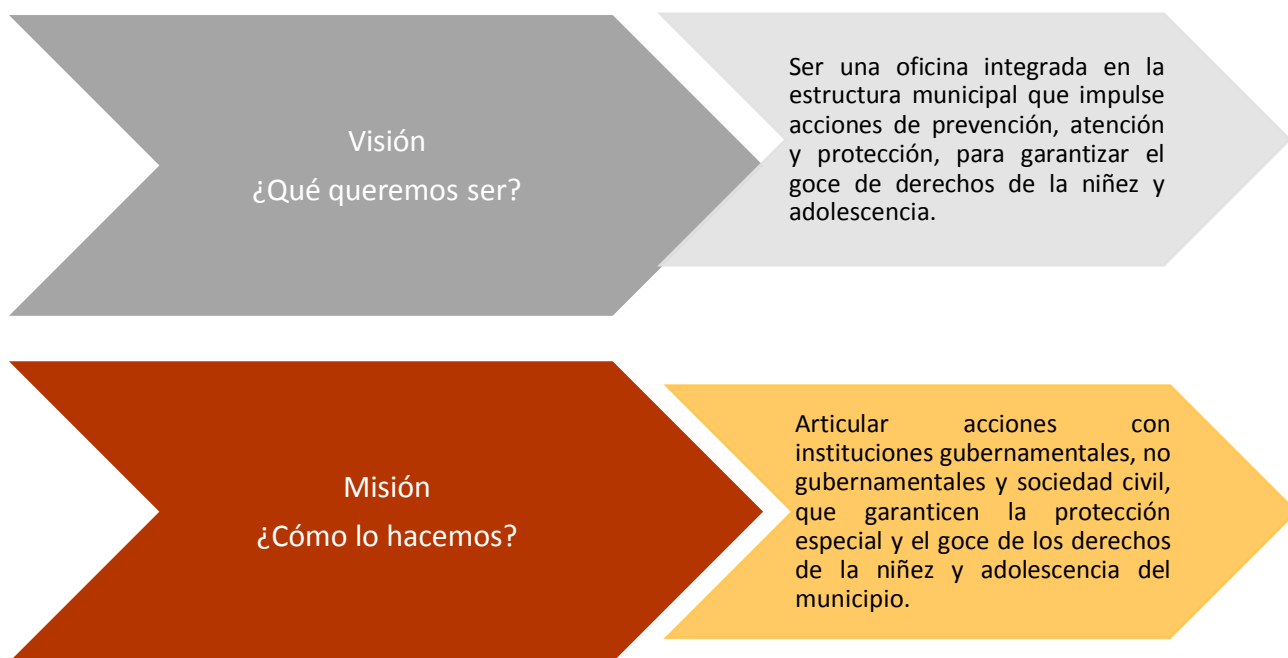 Visión
¿Qué queremos ser?
Ser una oficina integrada en la
estructura municipal que impulse
acciones de prevención, atención
y protección, para garantizar el
goce de derechos de la niñez y
adolescencia.
Misión
¿Cómo lo hacemos?
Articular acciones con
instituciones gubernamentales, no
gubernamentales y sociedad civil,
que garanticen la protección
especial y el goce de los derechos
de la niñez y adolescencia del
municipio.